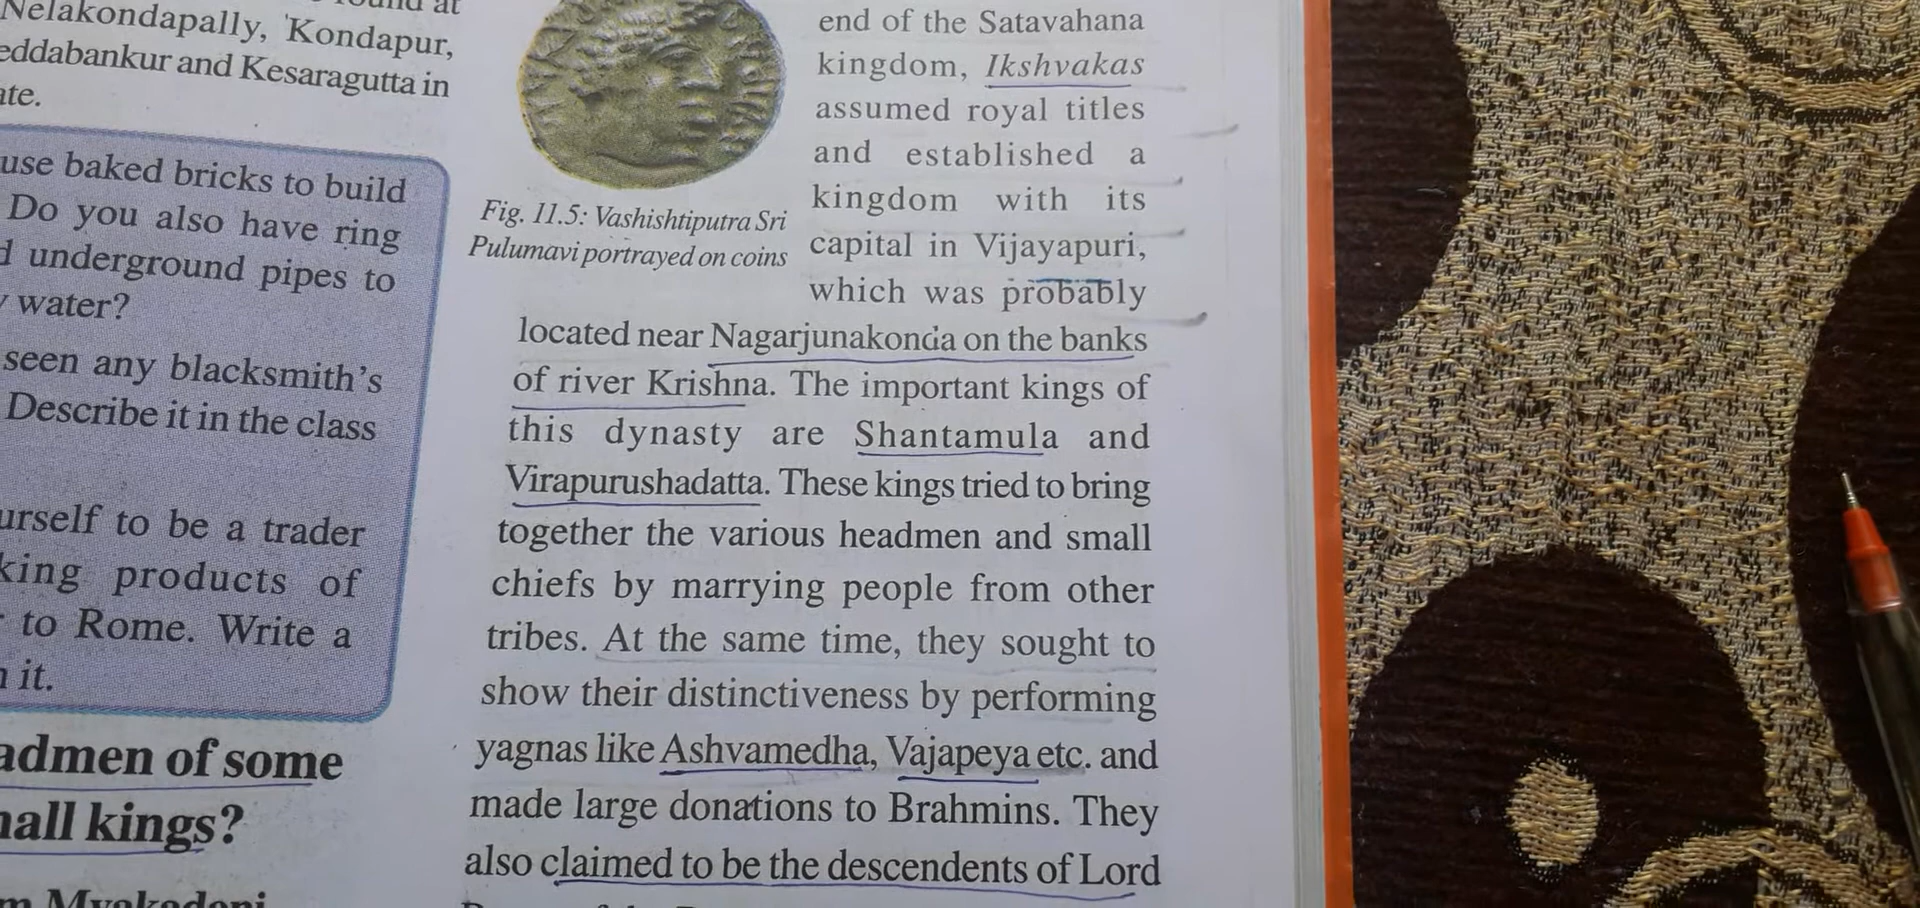 Nelakondapally, Kondapur,
eddabankur and Kesaragutta in
ate.
use baked bricks to build
Do you also have ring
d underground pipes to
y water?
seen any blacksmith's
Describe it in the class
urself to be a trader
king products of
to Rome. Write a
n it.
admen of some
nall kings?
Fig. 11.5: Vashishtiputra Sri
Pulumavi portrayed on coins
end of the Satavahana
kingdom, Ikshvakas
assumed royal titles
and established a
kingdom with its
capital in Vijayapuri,
which was probably
located near Nagarjunakonda on the banks
of river Krishna. The important kings of
this dynasty are Shantamula and
Virapurushadatta. These kings tried to bring
together the various headmen and small
chiefs by marrying people from other
tribes. At the same time, they sought to
show their distinctiveness by performing
yagnas like Ashvamedha, Vajapeya etc. and
made large donations to Brahmins. They
also claimed to be the descendents of Lord